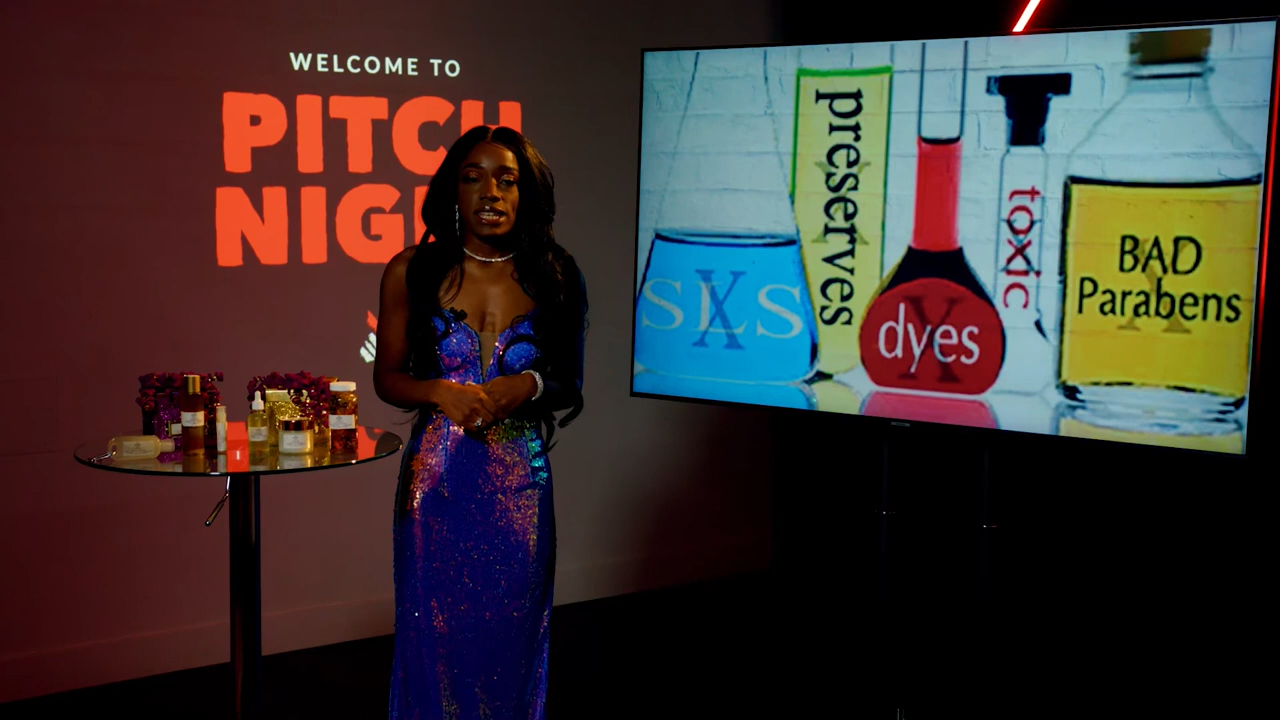 WELCOME TO
PITCH
NIG
SLS
X
preserves
X
dyes
X
toxic
X
BAD
Parabens
X